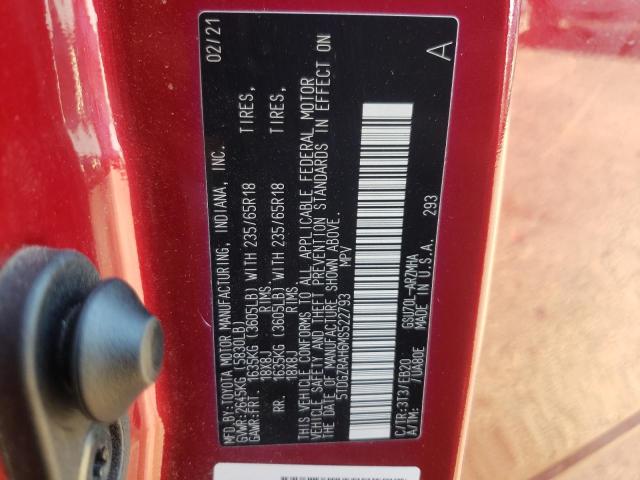 02/21
MFD.BY:TOYOTA MOTOR MANUFACTURING, INDIANA, INC.
GVWR:2645KG (5830LB)
GAWR:FRT. 1635KG (3605LB) WITH 235/65R18 TIRES,
18X8J RIMS,
RR. 1635KG (3605LB) WITH 235/65R18 TIRES,
18X8J RIMS,
THIS VEHICLE CONFORMS TO ALL APPLICABLE FEDERAL MOTOR
VEHICLE SAFETY AND THEFT PREVENTION STANDARDS IN EFFECT ON
THE DATE OF MANUFACTURE SHOWN ABOVE.
5TDGZRAH6MS522793 MPV
A
293
C/TR:3T3/EB20 GSU70L-ARZMHA
A/TM: /UA80E MADE IN U.S.A.